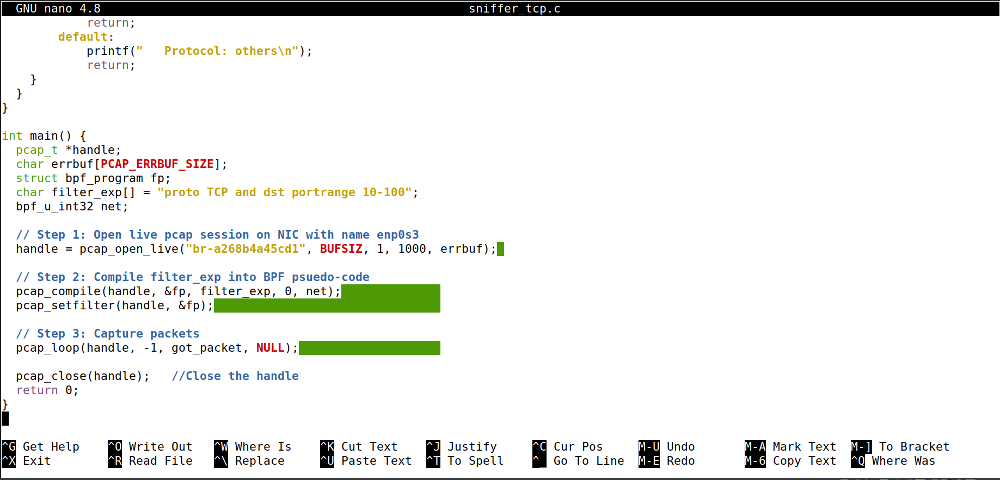 GNU nano 4.8 sniffer_tcp.c
            return;
        default:
            printf("   Protocol: others\n");
            return;
    }
  }
}

int main() {
  pcap_t *handle;
  char errbuf[PCAP_ERRBUF_SIZE];
  struct bpf_program fp;
  char filter_exp[] = "proto TCP and dst portrange 10-100";
  bpf_u_int32 net;

  // Step 1: Open live pcap session on NIC with name enp0s3
  handle = pcap_open_live("br-a268b4a45cd1", BUFSIZ, 1, 1000, errbuf);

  // Step 2: Compile filter_exp into BPF psuedo-code
  pcap_compile(handle, &fp, filter_exp, 0, net);
  pcap_setfilter(handle, &fp);

  // Step 3: Capture packets
  pcap_loop(handle, -1, got_packet, NULL);

  pcap_close(handle);   //Close the handle
  return 0;
}

^G Get Help ^O Write Out ^W Where Is ^K Cut Text ^J Justify ^C Cur Pos M-U Undo M-A Mark Text M-] To Bracket
^X Exit ^R Read File ^\ Replace ^U Paste Text ^T To Spell ^_ Go To Line M-E Redo M-6 Copy Text ^Q Where Was